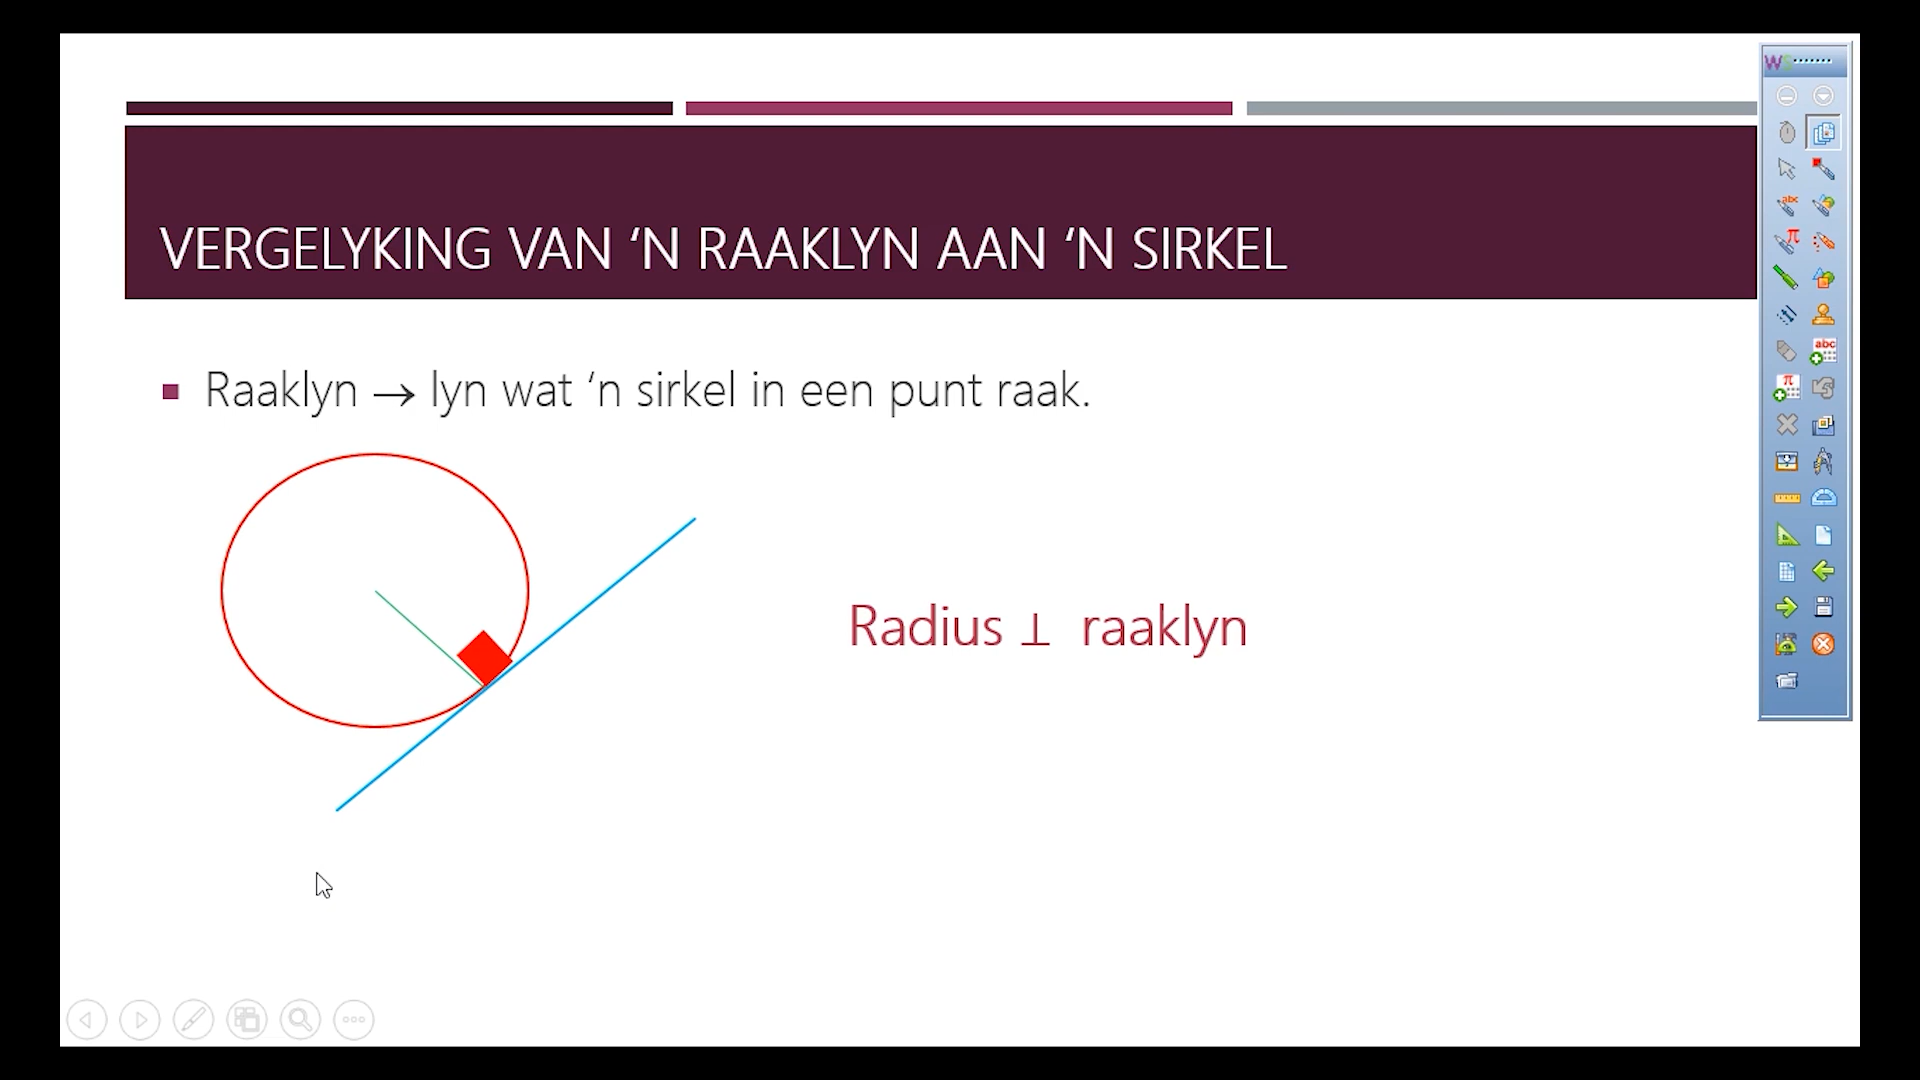 VERGELYKING VAN ‘N RAAKLYN AAN ‘N SIRKEL
Raaklyn → lyn wat ‘n sirkel in een punt raak.
Radius ⊥ raaklyn